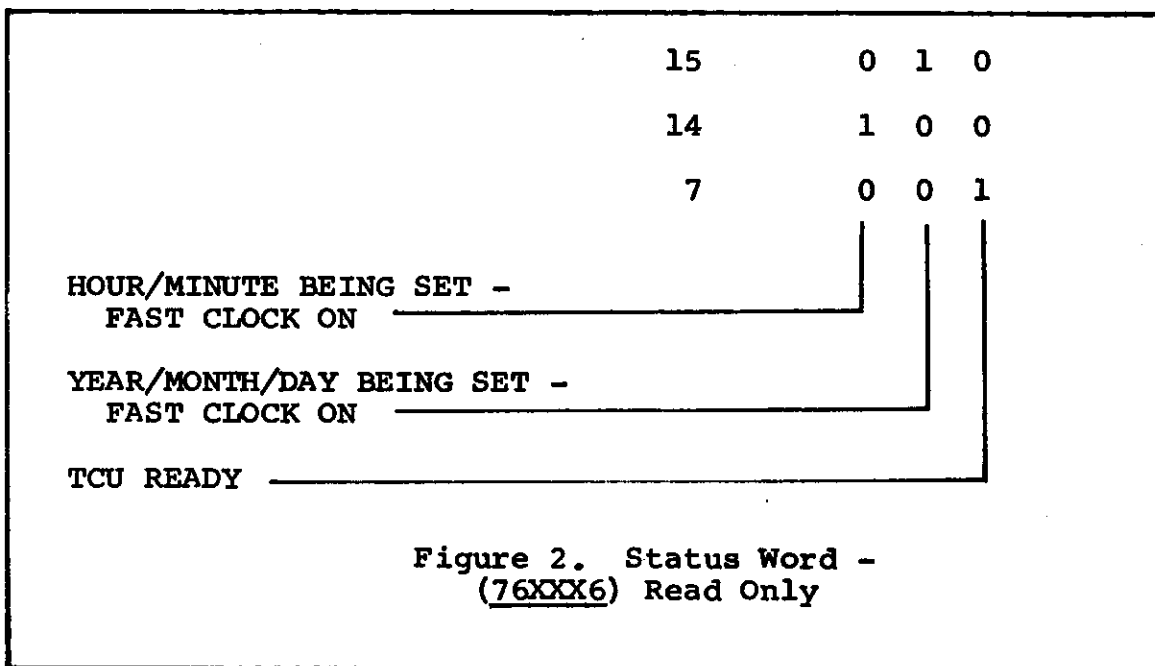 15 0 1 0
14 1 0 0
7 0 0 1
HOUR/MINUTE BEING SET -
FAST CLOCK ON
YEAR/MONTH/DAY BEING SET -
FAST CLOCK ON
TCU READY
Figure 2. Status Word -
(76XXX6) Read Only